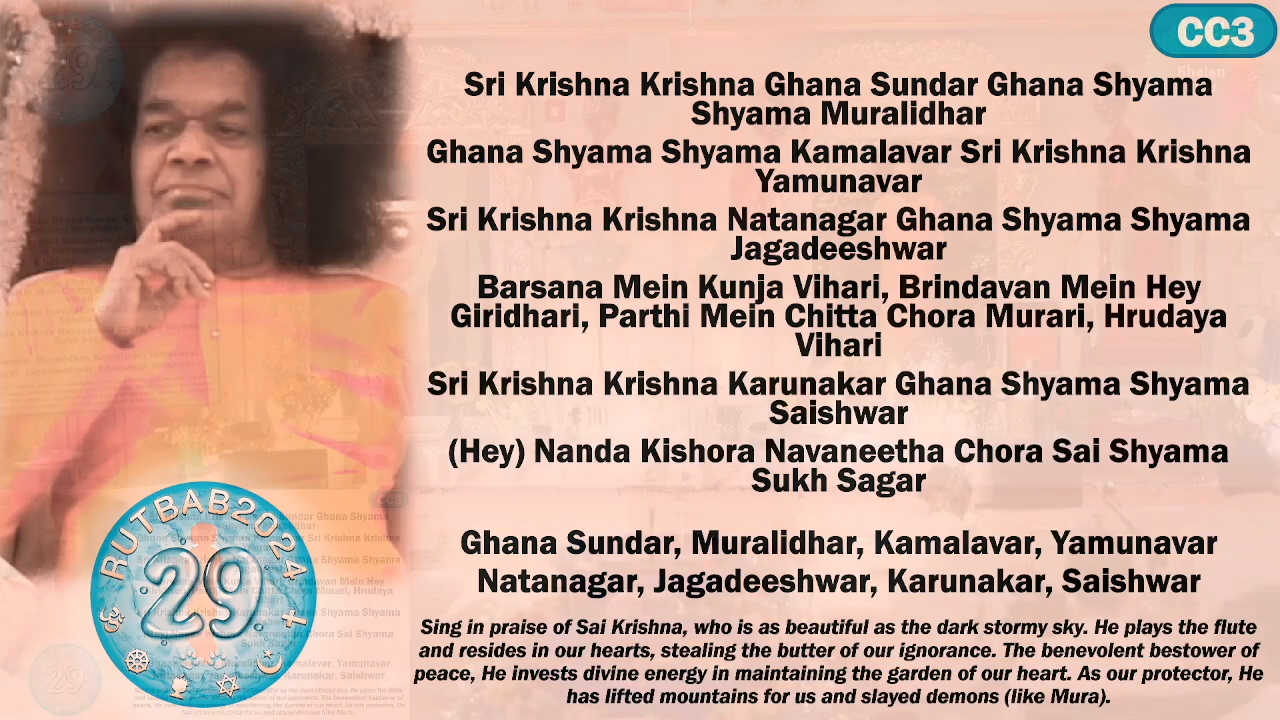 CC3
Sri Krishna Krishna Ghana Sundar Ghana Shyama
Shyama Muralidhar
Ghana Shyama Shyama Kamalavar Sri Krishna Krishna
Yamunavar
Sri Krishna Krishna Natanagar Ghana Shyama Shyama
Jagadeeshwar
Barsana Mein Kunja Vihari, Brindavan Mein Hey
Giridhari, Parthi Mein Chitta Chora Murari, Hrudaya
Vihari
Sri Krishna Krishna Karunakar Ghana Shyama Shyama
Saishwar
(Hey) Nanda Kishora Navaneetha Chora Sai Shyama
Sukh Sagar
Ghana Sundar, Muralidhar, Kamalavar, Yamunavar
Natanagar, Jagadeeshwar, Karunakar, Saishwar
Sing in praise of Sai Krishna, who is as beautiful as the dark stormy sky. He plays the flute
and resides in our hearts, stealing the butter of our ignorance. The benevolent bestower of
peace, He invests divine energy in maintaining the garden of our heart. As our protector, He
has lifted mountains for us and slayed demons (like Mura).
RUTBAB2024
29